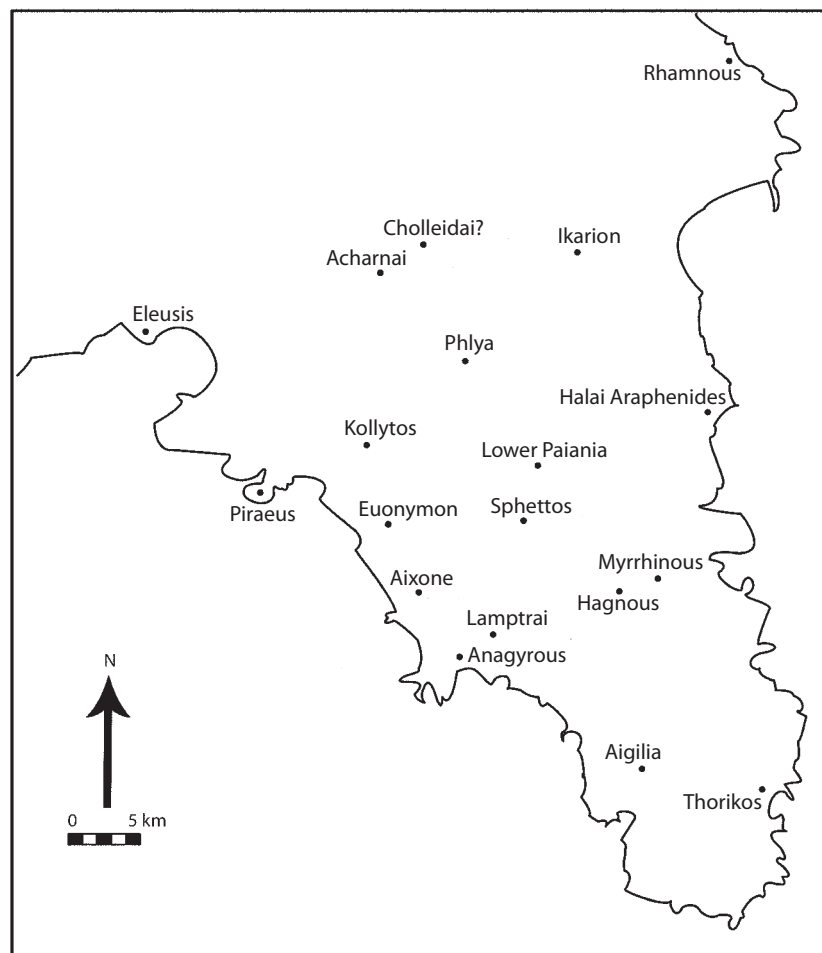 Rhamnous
Cholleidai?
Ikarion
Acharnai
Eleusis
Phlya
Halai Araphenides
Kollytos
Lower Paiania
Piraeus
Euonymon
Sphettos
Myrrhinous
Aixone
Hagnous
Lamptrai
Anagyrous
N
Aigilia
Thorikos
0 5 km